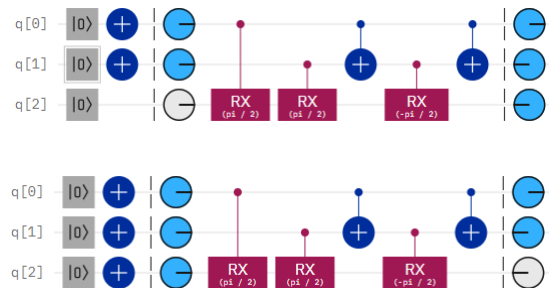 q[0] |0⟩
q[1] |0⟩
q[2] |0⟩ RX (pi / 2) RX (pi / 2) RX (-pi / 2)
q[0] |0⟩
q[1] |0⟩
q[2] |0⟩ RX (pi / 2) RX (pi / 2) RX (-pi / 2)